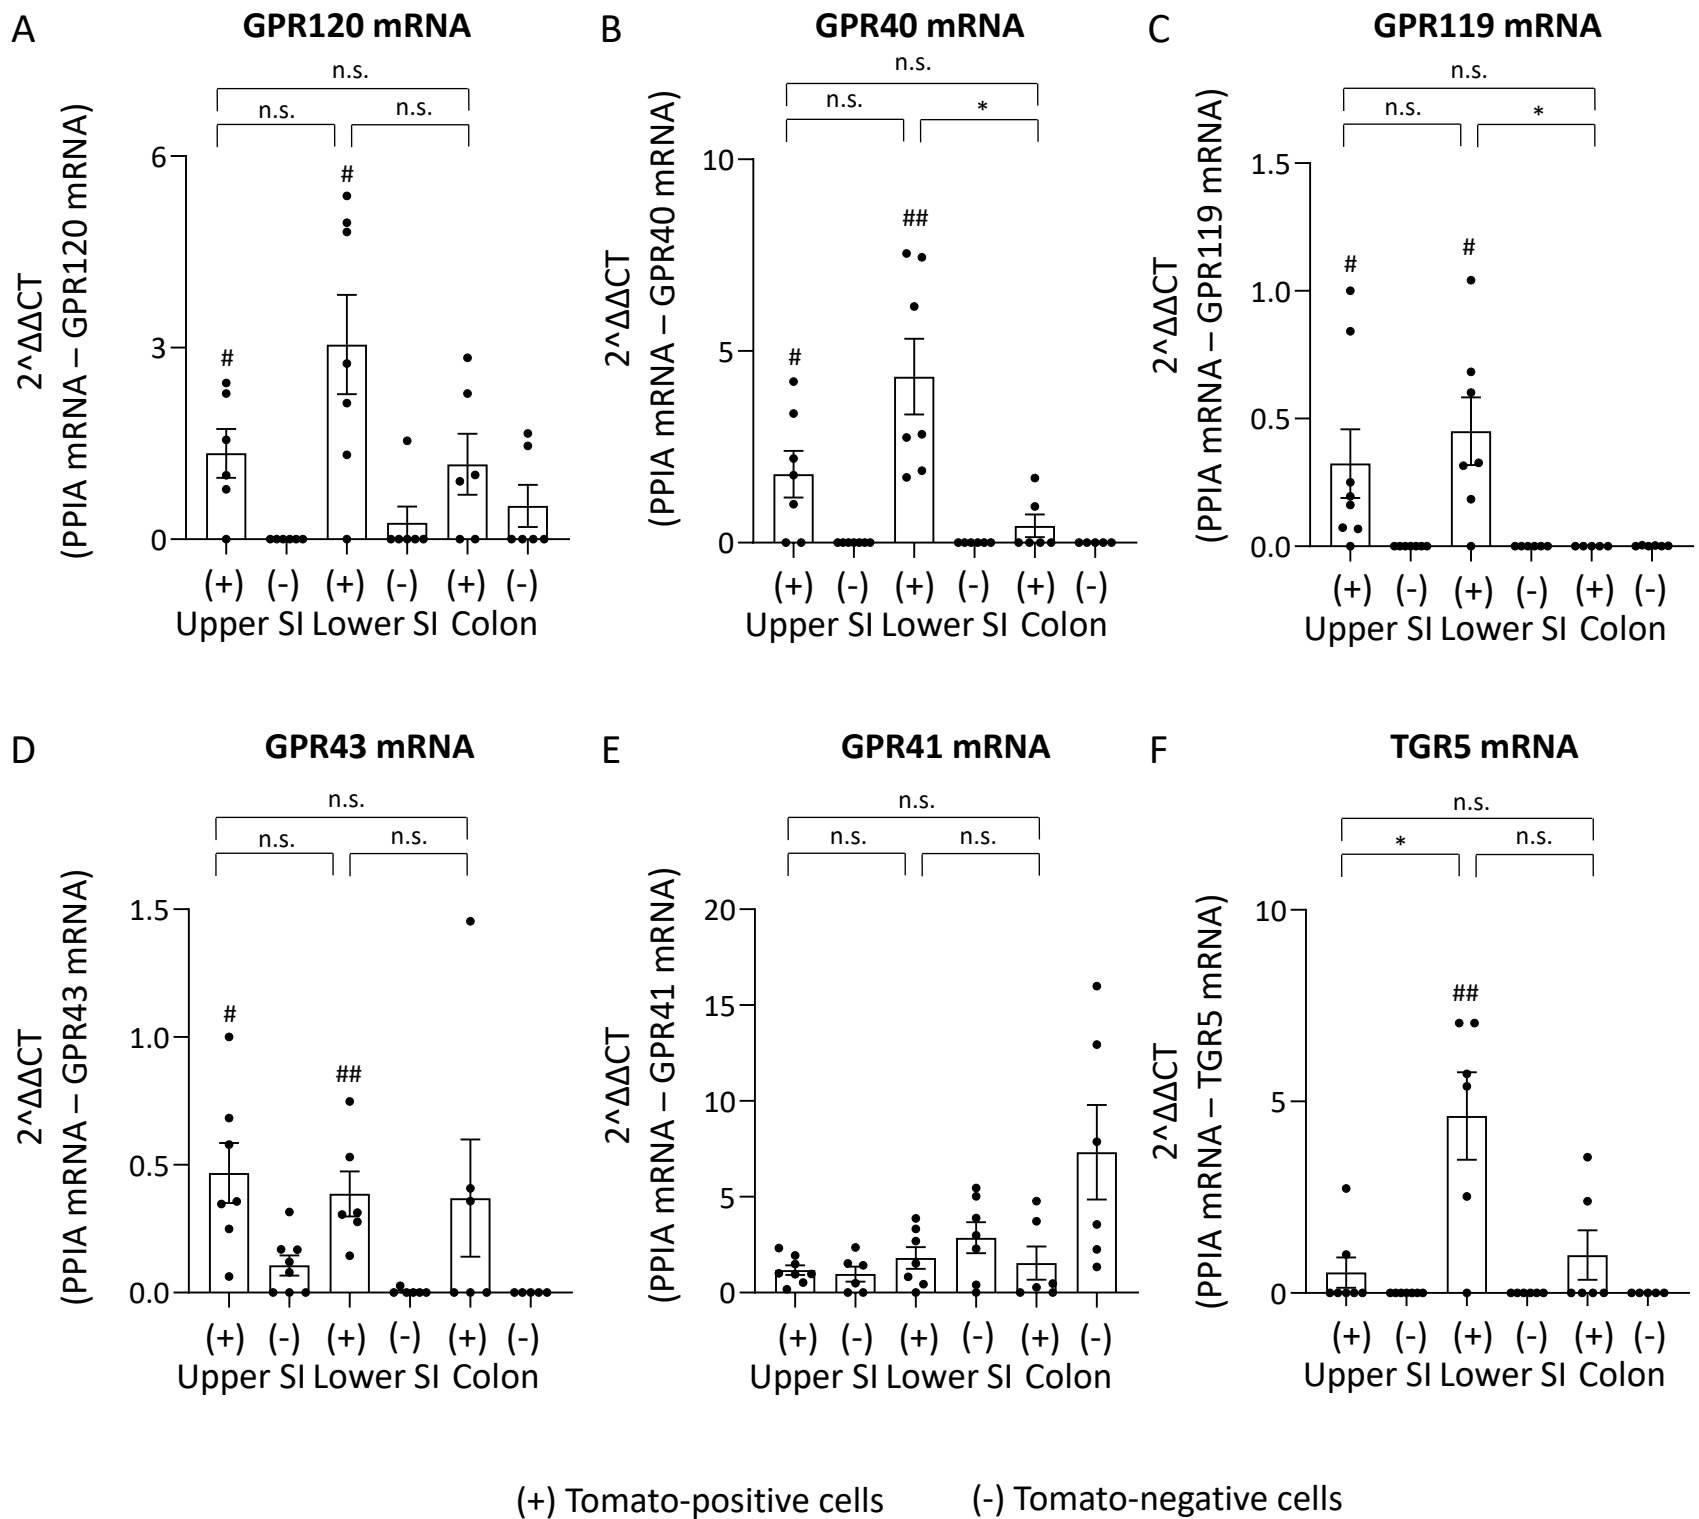 A GPR120 mRNA
n.s.
n.s. n.s.
2^ΔΔCT
(PPIA mRNA – GPR120 mRNA)
6
3
0
#
#
(+) (-) (+) (-) (+) (-)
Upper SI Lower SI Colon
B GPR40 mRNA
n.s.
n.s. *
2^ΔΔCT
(PPIA mRNA – GPR40 mRNA)
10
5
0
#
##
(+) (-) (+) (-) (+) (-)
Upper SI Lower SI Colon
C GPR119 mRNA
n.s.
n.s. *
2^ΔΔCT
(PPIA mRNA – GPR119 mRNA)
1.5
1.0
0.5
0.0
#
#
(+) (-) (+) (-) (+) (-)
Upper SI Lower SI Colon
D GPR43 mRNA
n.s.
n.s. n.s.
2^ΔΔCT
(PPIA mRNA – GPR43 mRNA)
1.5
1.0
0.5
0.0
#
##
(+) (-) (+) (-) (+) (-)
Upper SI Lower SI Colon
E GPR41 mRNA
n.s.
n.s. n.s.
2^ΔΔCT
(PPIA mRNA – GPR41 mRNA)
20
15
10
5
0
(+) (-) (+) (-) (+) (-)
Upper SI Lower SI Colon
F TGR5 mRNA
n.s.
* n.s.
2^ΔΔCT
(PPIA mRNA – TGR5 mRNA)
10
5
0
##
(+) (-) (+) (-) (+) (-)
Upper SI Lower SI Colon
(+) Tomato-positive cells (-) Tomato-negative cells